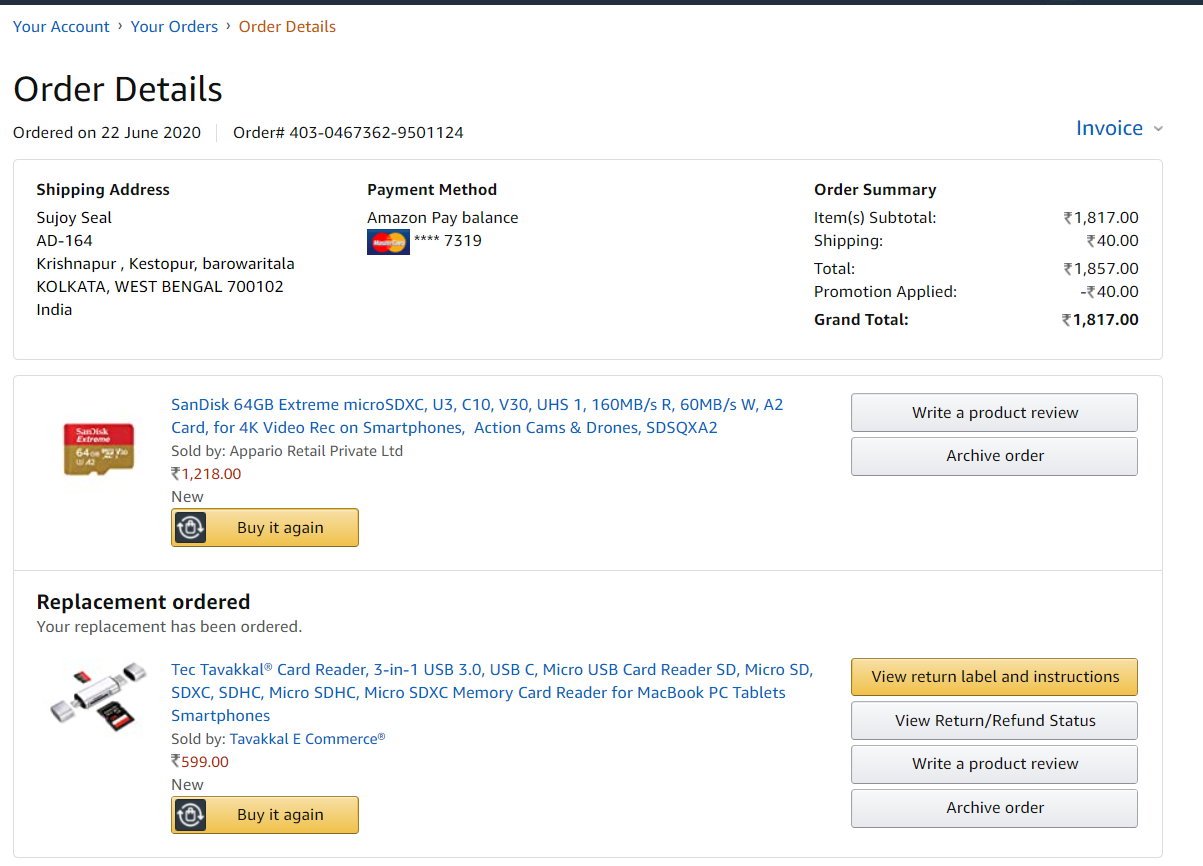 Your Account › Your Orders › Order Details
Order Details
Ordered on 22 June 2020 Order# 403-0467362-9501124
Invoice
Shipping Address
Sujoy Seal
AD-164
Krishnapur , Kestopur, barowaritala
KOLKATA, WEST BENGAL 700102
India
Payment Method
Amazon Pay balance
MasterCard **** 7319
Order Summary
Item(s) Subtotal: ₹1,817.00
Shipping: ₹40.00
Total: ₹1,857.00
Promotion Applied: -₹40.00
Grand Total: ₹1,817.00
SanDisk
Extreme
64GB
SanDisk 64GB Extreme microSDXC, U3, C10, V30, UHS 1, 160MB/s R, 60MB/s W, A2
Card, for 4K Video Rec on Smartphones, Action Cams & Drones, SDSQXA2
Sold by: Appario Retail Private Ltd
₹1,218.00
New
Buy it again
Write a product review
Archive order
Replacement ordered
Your replacement has been ordered.
Tec Tavakkal® Card Reader, 3-in-1 USB 3.0, USB C, Micro USB Card Reader SD, Micro SD,
SDXC, SDHC, Micro SDHC, Micro SDXC Memory Card Reader for MacBook PC Tablets
Smartphones
Sold by: Tavakkal E Commerce®
₹599.00
New
Buy it again
View return label and instructions
View Return/Refund Status
Write a product review
Archive order